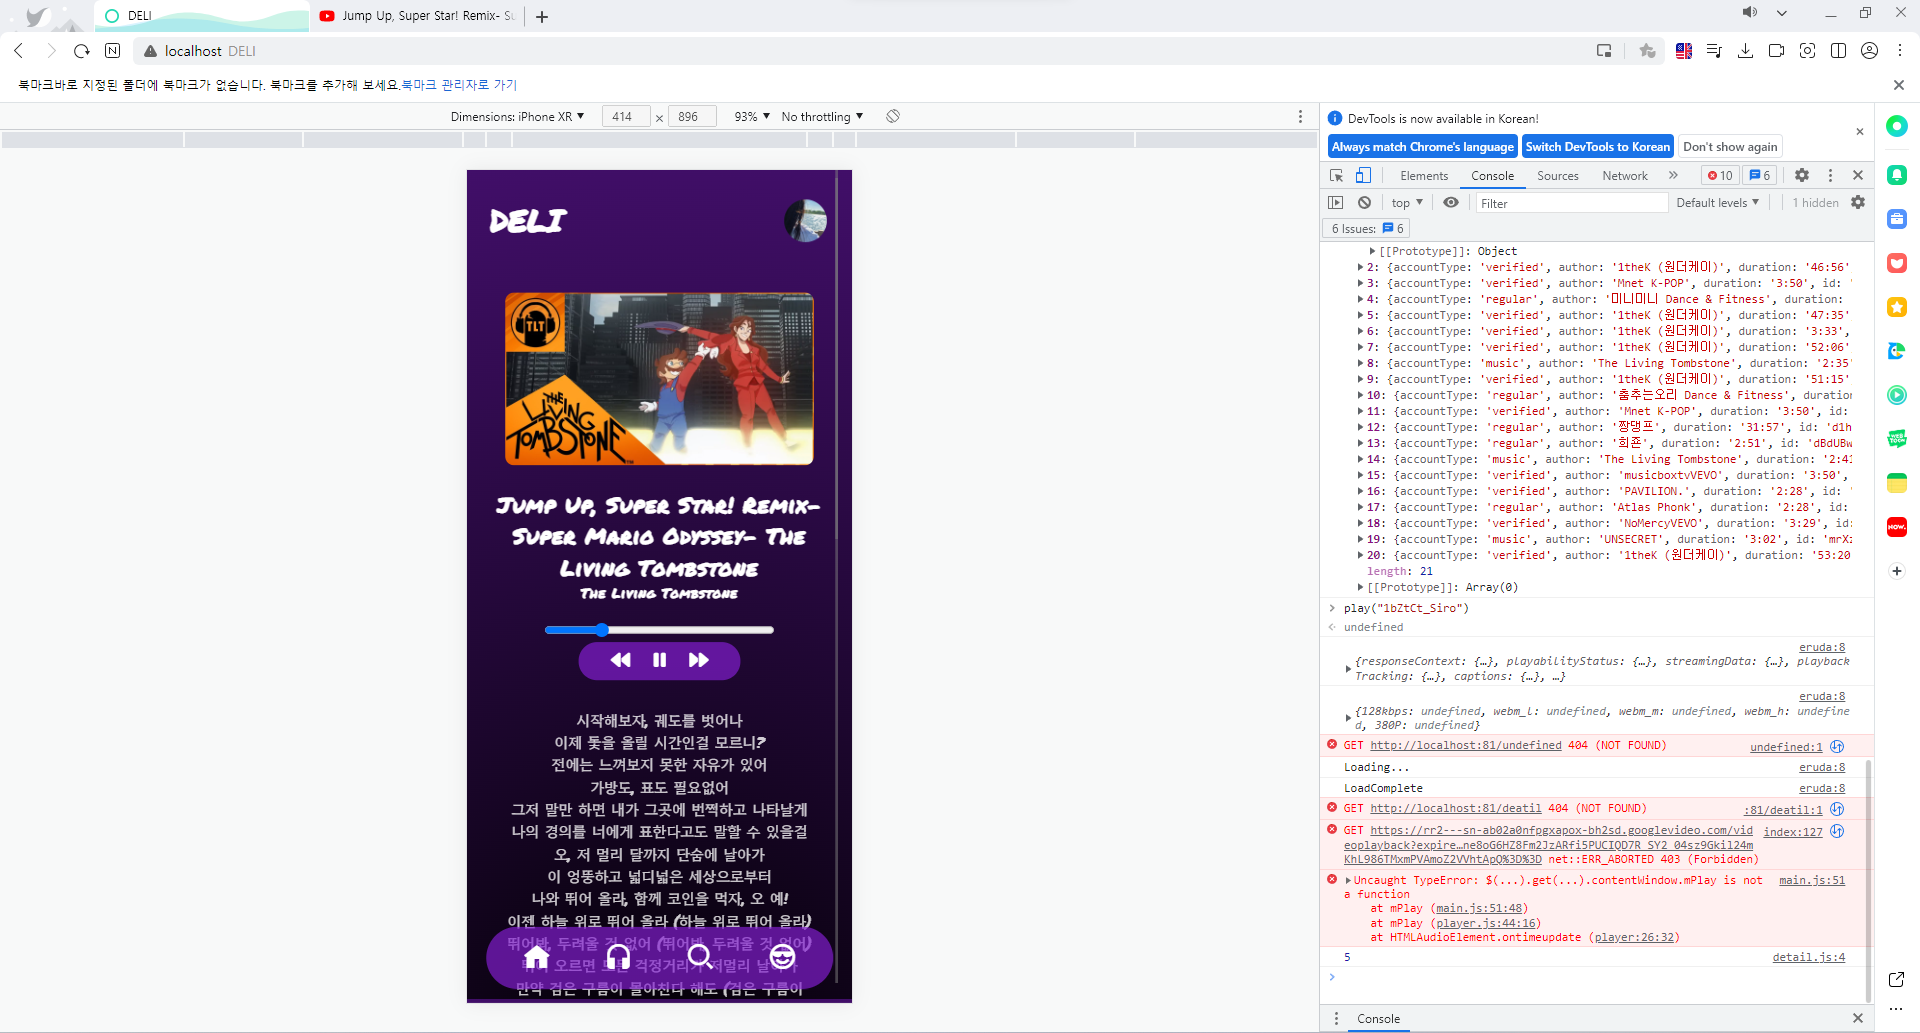 DELI
Jump Up, Super Star! Remix- Su
localhost DELI
북마크바로 지정된 폴더에 북마크가 없습니다. 북마크를 추가해 보세요.북마크 관리자로 가기
Dimensions: iPhone XR ▼ 414 × 896 93% ▼ No throttling ▼
DELI
TLT
THE LIVING TOMBSTONE
Jump Up, Super Star! Remix-
Super Mario Odyssey- The
Living Tombstone
The Living Tombstone
시작해보자, 궤도를 벗어나
이제 돛을 올릴 시간인걸 모르니?
전에는 느껴보지 못한 자유가 있어
가방도, 표도 필요없어
그저 말만 하면 내가 그곳에 번쩍하고 나타날게
나의 경의를 너에게 표한다고도 말할 수 있을걸
오, 저 멀리 달까지 단숨에 날아가
이 엉뚱하고 넓디넓은 세상으로부터
나와 뛰어 올라, 함께 코인을 먹자, 오 예!
이젠 하늘 위로 뛰어 올라 (하늘 위로 뛰어 올라)
뛰어봐, 두려울 것 없어 (뛰어봐, 두려울 것 없어)
뛰어 오르면 모든 걱정거리가 저멀리 날아가
만약 검은 구름이 몰아친다 해도 (검은 구름이
DevTools is now available in Korean!
Always match Chrome's language Switch DevTools to Korean Don't show again
Elements Console Sources Network » 10 6
top ▼ Filter Default levels ▼ 1 hidden
6 Issues: 6
[[Prototype]]: Object
2: {accountType: 'verified', author: '1theK (원더케이)', duration: '46:56',
3: {accountType: 'verified', author: 'Mnet K-POP', duration: '3:50', id: '
4: {accountType: 'regular', author: '미니미니 Dance & Fitness', duration:
5: {accountType: 'verified', author: '1theK (원더케이)', duration: '47:35'
6: {accountType: 'verified', author: '1theK (원더케이)', duration: '3:33',
7: {accountType: 'verified', author: '1theK (원더케이)', duration: '52:06'
8: {accountType: 'music', author: 'The Living Tombstone', duration: '2:35'
9: {accountType: 'verified', author: '1theK (원더케이)', duration: '51:15'
10: {accountType: 'regular', author: '춤추는오리 Dance & Fitness', duration
11: {accountType: 'verified', author: 'Mnet K-POP', duration: '3:50', id:
12: {accountType: 'regular', author: '짱댕프', duration: '31:57', id: 'd1h
13: {accountType: 'regular', author: '희죤', duration: '2:51', id: 'dBdUBw
14: {accountType: 'music', author: 'The Living Tombstone', duration: '2:41
15: {accountType: 'verified', author: 'musicboxtvVEVO', duration: '3:50',
16: {accountType: 'verified', author: 'PAVILION.', duration: '2:28', id: '
17: {accountType: 'regular', author: 'Atlas Phonk', duration: '2:28', id:
18: {accountType: 'verified', author: 'NoMercyVEVO', duration: '3:29', id:
19: {accountType: 'music', author: 'UNSECRET', duration: '3:02', id: 'mrXz
20: {accountType: 'verified', author: '1theK (원더케이)', duration: '53:20
length: 21
[[Prototype]]: Array(0)
play("1bZtCt_Siro")
undefined
eruda:8
{responseContext: {…}, playabilityStatus: {…}, streamingData: {…}, playback
Tracking: {…}, captions: {…}, …}
eruda:8
{128kbps: undefined, webm_l: undefined, webm_m: undefined, webm_h: undefine
d, 380P: undefined}
GET http://localhost:81/undefined 404 (NOT FOUND) undefined:1
Loading... eruda:8
LoadComplete eruda:8
GET http://localhost:81/deatil 404 (NOT FOUND) :81/deatil:1
GET https://rr2---sn-ab02a0nfpgxapox-bh2sd.googlevideo.com/vid index:127
eoplayback?expire…ne8oG6HZ8Fm2JzARfi5PUCIQD7R_SY2_04sz9Gkil24m
KhL986TMxmPVAmoZ2VVhtApQ%3D%3D net::ERR_ABORTED 403 (Forbidden)
Uncaught TypeError: $(...).get(...).contentWindow.mPlay is not main.js:51
a function
at mPlay (main.js:51:48)
at mPlay (player.js:44:16)
at HTMLAudioElement.ontimeupdate (player:26:32)
5 detail.js:4
Console
WEB TOON
NOW.